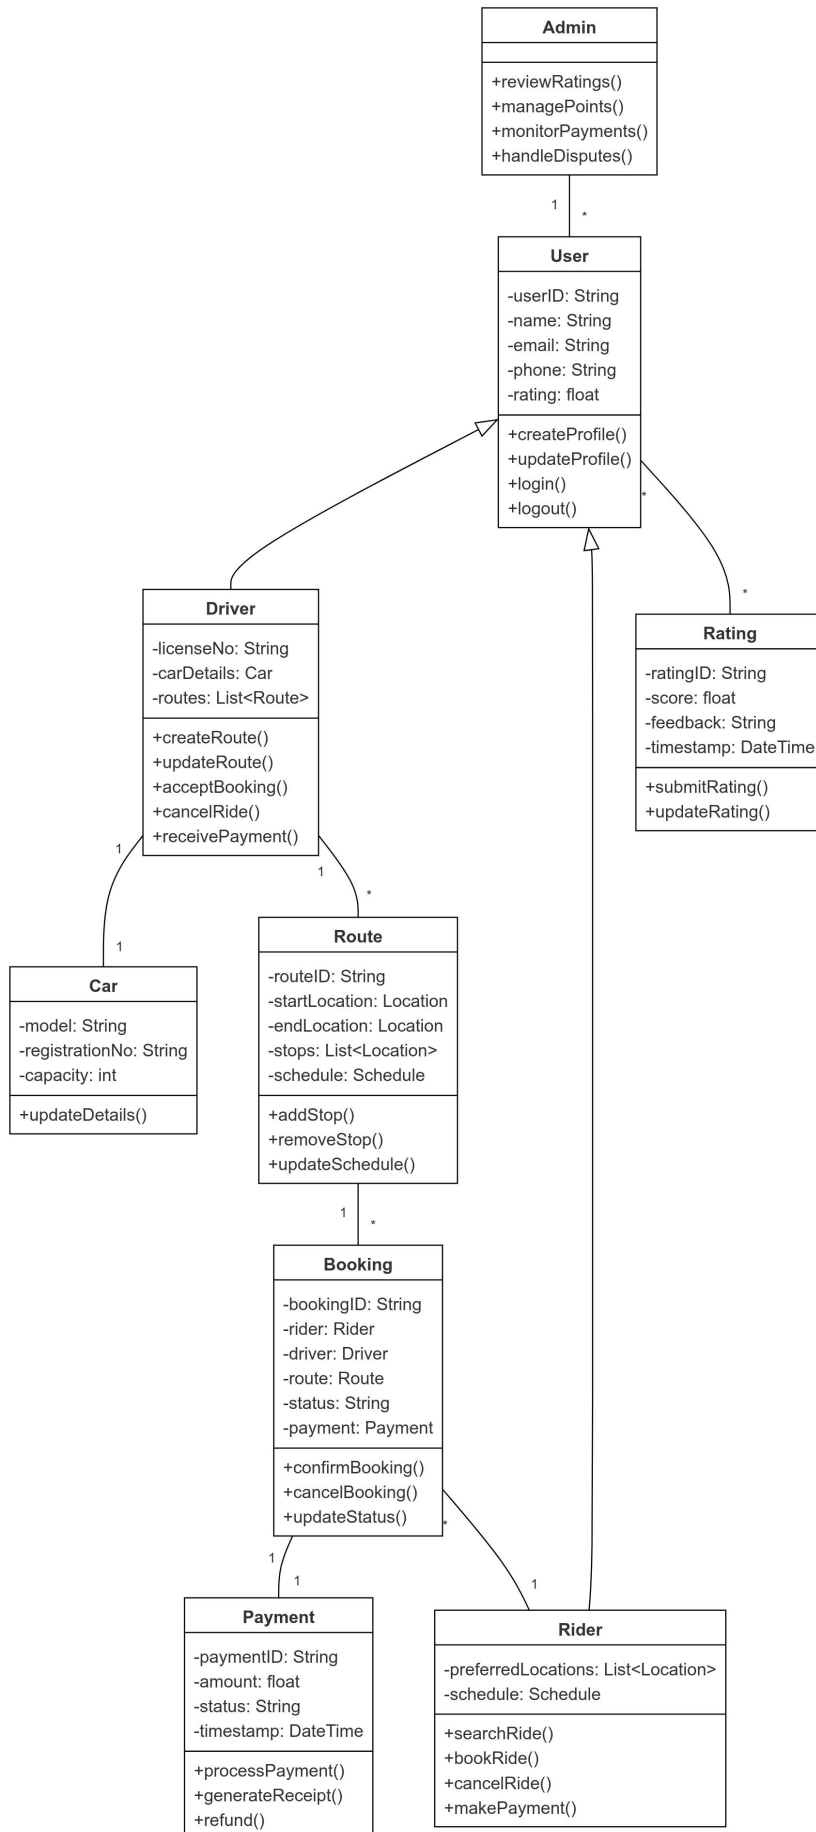 Admin
+reviewRatings()
+managePoints()
+monitorPayments()
+handleDisputes()
1
*
User
-userID: String
-name: String
-email: String
-phone: String
-rating: float
+createProfile()
+updateProfile()
+login()
+logout()
*
*
Driver
-licenseNo: String
-carDetails: Car
-routes: List<Route>
+createRoute()
+updateRoute()
+acceptBooking()
+cancelRide()
+receivePayment()
Rating
-ratingID: String
-score: float
-feedback: String
-timestamp: DateTime
+submitRating()
+updateRating()
1
1
1
*
Car
-model: String
-registrationNo: String
-capacity: int
+updateDetails()
Route
-routeID: String
-startLocation: Location
-endLocation: Location
-stops: List<Location>
-schedule: Schedule
+addStop()
+removeStop()
+updateSchedule()
1
*
Booking
-bookingID: String
-rider: Rider
-driver: Driver
-route: Route
-status: String
-payment: Payment
+confirmBooking()
+cancelBooking()
+updateStatus()
*
1
1
1
Payment
-paymentID: String
-amount: float
-status: String
-timestamp: DateTime
+processPayment()
+generateReceipt()
+refund()
Rider
-preferredLocations: List<Location>
-schedule: Schedule
+searchRide()
+bookRide()
+cancelRide()
+makePayment()